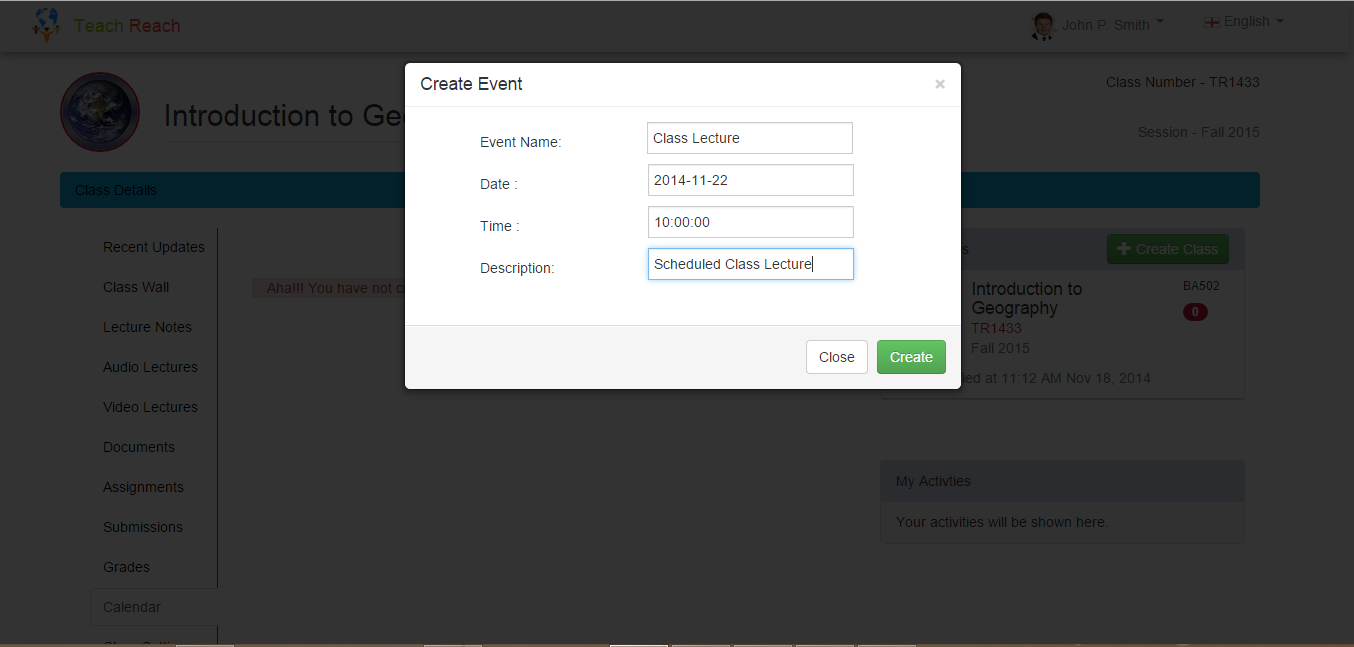 Teach Reach
John P. Smith
English
Create Event
×
Class Number - TR1433
Introduction to
Session - Fall 2015
Event Name:
Class Lecture
Date :
2014-11-22
Time :
10:00:00
Description:
Scheduled Class Lecture
Close
Create
Class Details
Recent Updates
Class Wall
Lecture Notes
Audio Lectures
Video Lectures
Documents
Assignments
Submissions
Grades
Calendar
Aha!!! You have not
Create Class
Introduction to
Geography
BA502
0
TR1433
Fall 2015
at 11:12 AM Nov 18, 2014
My Activties
Your activities will be shown here.